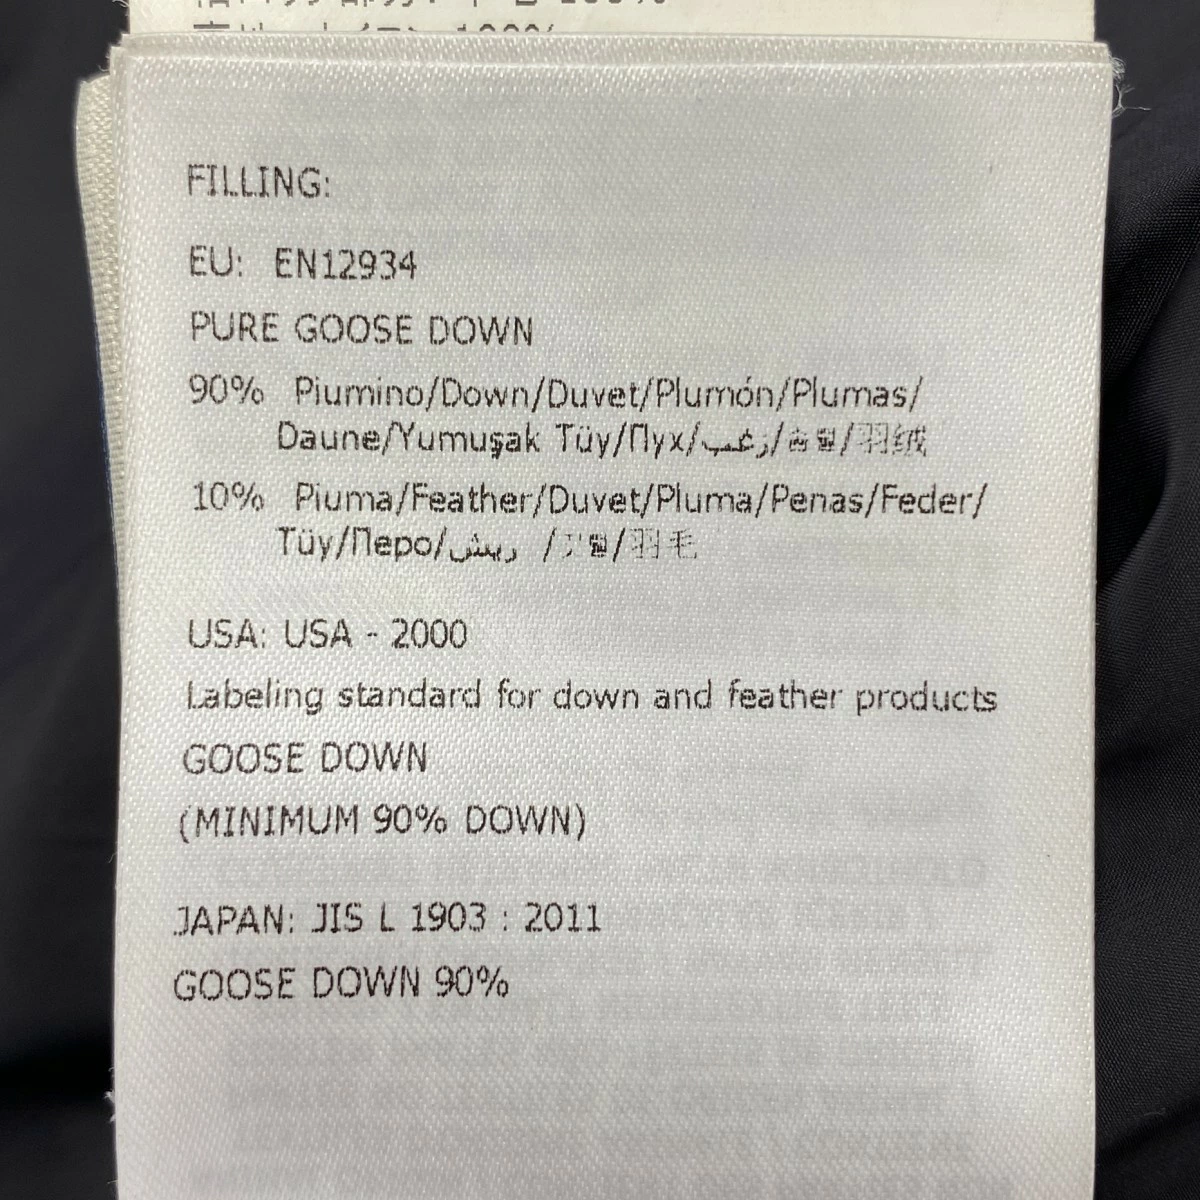 FILLING:
EU: EN12934
PURE GOOSE DOWN
90% Piumino/Down/Duvet/Plumón/Plumas/
Daune/Yumuşak Tüy/Пух/زغب/솜털/羽绒
10% Piuma/Feather/Duvet/Pluma/Penas/Feder/
Tüy/Перо/ريش /깃털/羽毛
USA: USA - 2000
Labeling standard for down and feather products
GOOSE DOWN
(MINIMUM 90% DOWN)
JAPAN: JIS L 1903 : 2011
GOOSE DOWN 90%